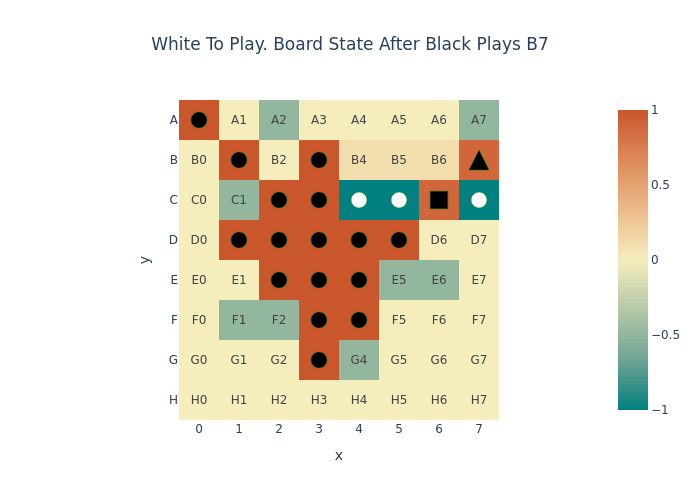 White To Play. Board State After Black Plays B7
A A1 A2 A3 A4 A5 A6 A7
B B0 B2 B4 B5 B6
C C0 C1
D D0 D6 D7
E E0 E1 E5 E6 E7
F F0 F1 F2 F5 F6 F7
G G0 G1 G2 G4 G5 G6 G7
H H0 H1 H2 H3 H4 H5 H6 H7
0 1 2 3 4 5 6 7
x
y
1
0.5
0
−0.5
−1